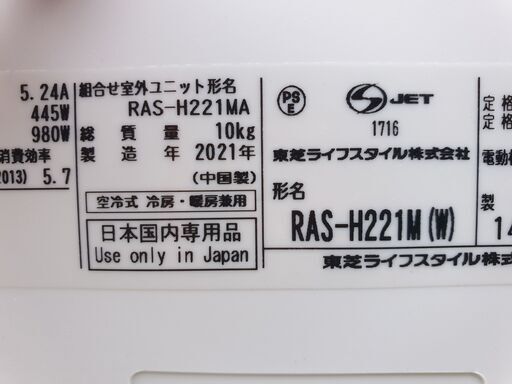 5.24A
445W
980W
消費効率
2013) 5.7
組合せ室外ユニット形名
RAS-H221MA
総質量 10kg
製造年 2021年
(中国製)
空冷式 冷房・暖房兼用
日本国内専用品
Use only in Japan
PS
E
S JET
1716
東芝ライフスタイル株式会社
形名
RAS-H221M(W)
東芝ライフスタイル株式
定格
定格
電動機
製
14